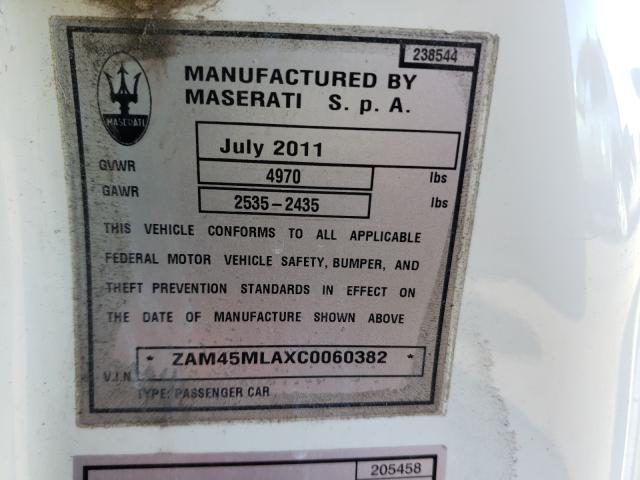 238544
MANUFACTURED BY
MASERATI S. p. A.
MASERATI
July 2011
GVWR 4970 lbs
GAWR 2535-2435 lbs
THIS VEHICLE CONFORMS TO ALL APPLICABLE
FEDERAL MOTOR VEHICLE SAFETY, BUMPER, AND
THEFT PREVENTION STANDARDS IN EFFECT ON
THE DATE OF MANUFACTURE SHOWN ABOVE
V.I.N. * ZAM45MLAXC0060382 *
TYPE: PASSENGER CAR
205458